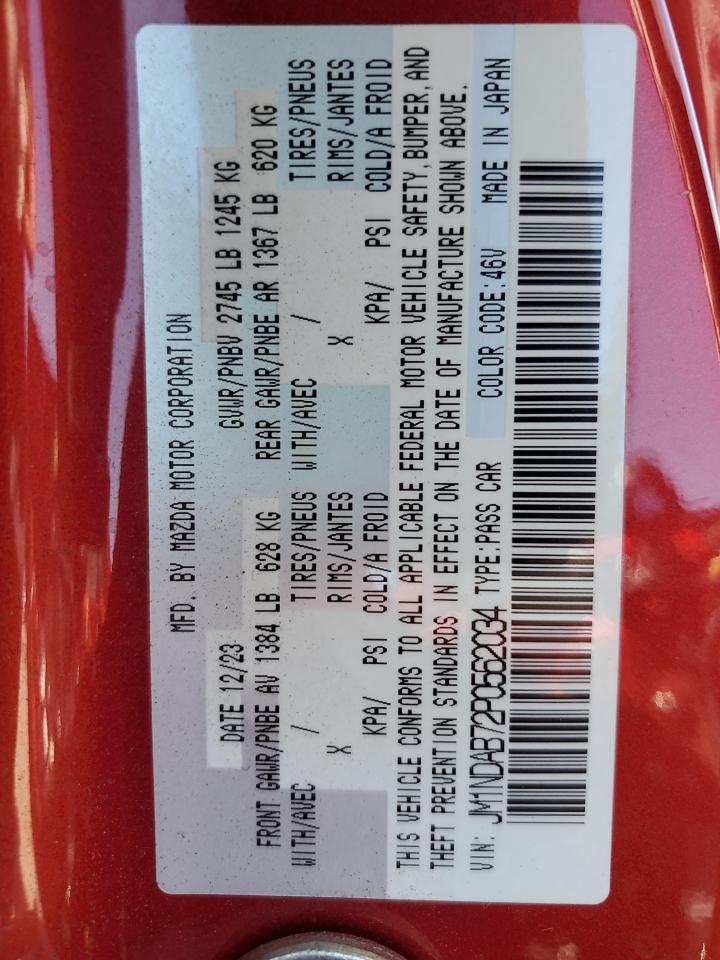 MFD. BY MAZDA MOTOR CORPORATION
DATE 12/23 GVWR/PNBV 2745 LB 1245 KG
FRONT GAWR/PNBE AV 1384 LB 628 KG REAR GAWR/PNBE AR 1367 LB 620 KG
WITH/AVEC / TIRES/PNEUS WITH/AVEC / TIRES/PNEUS
X RIMS/JANTES X RIMS/JANTES
KPA/ PSI COLD/A FROID KPA/ PSI COLD/A FROID
THIS VEHICLE CONFORMS TO ALL APPLICABLE FEDERAL MOTOR VEHICLE SAFETY, BUMPER, AND
THEFT PREVENTION STANDARDS IN EFFECT ON THE DATE OF MANUFACTURE SHOWN ABOVE.
VIN: JM1NDAB72P0562034 TYPE:PASS CAR COLOR CODE:46V MADE IN JAPAN